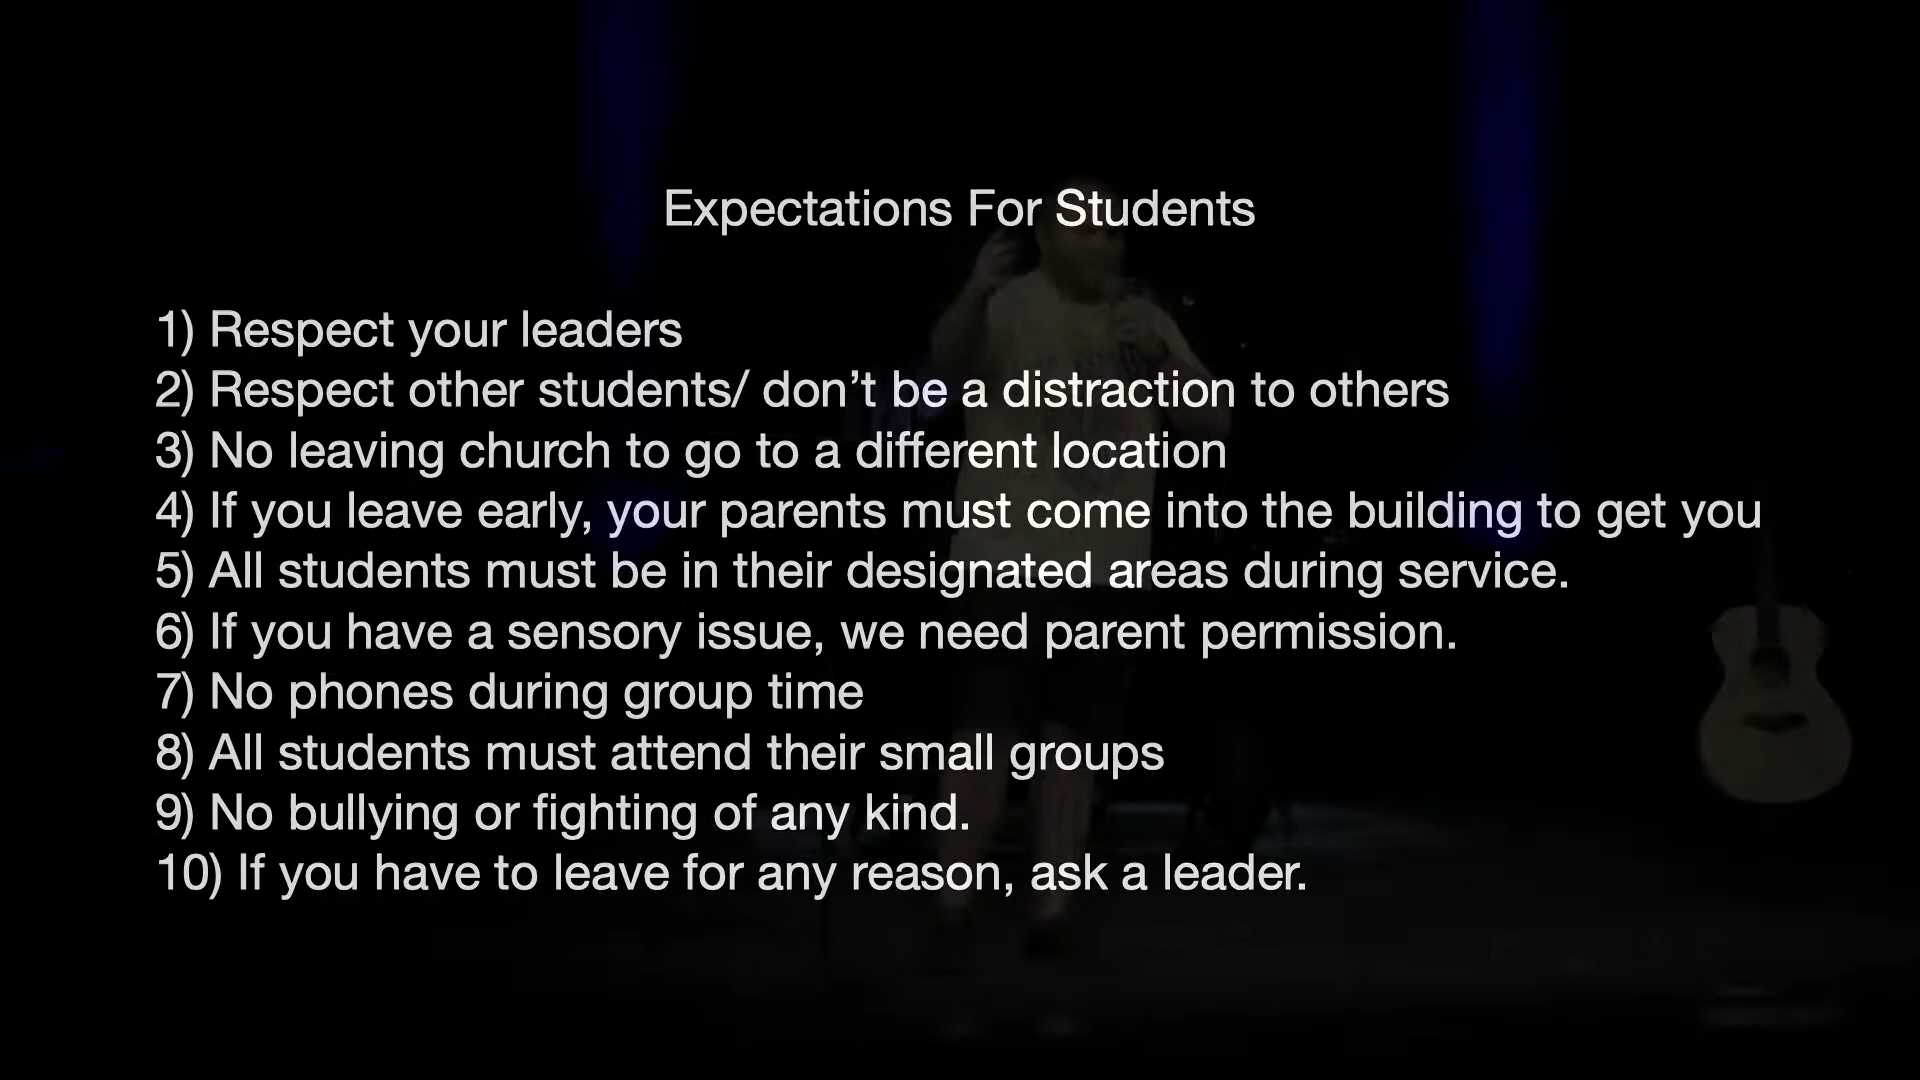 Expectations For Students
1) Respect your leaders
2) Respect other students/ don’t be a distraction to others
3) No leaving church to go to a different location
4) If you leave early, your parents must come into the building to get you
5) All students must be in their designated areas during service.
6) If you have a sensory issue, we need parent permission.
7) No phones during group time
8) All students must attend their small groups
9) No bullying or fighting of any kind.
10) If you have to leave for any reason, ask a leader.